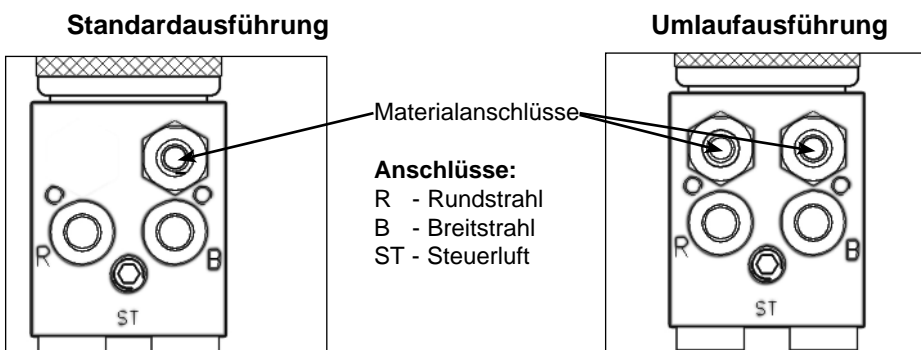 Standardausführung
Umlaufausführung
Materialanschlüsse
Anschlüsse:
R - Rundstrahl
B - Breitstrahl
ST - Steuerluft
R
B
ST
R
B
ST